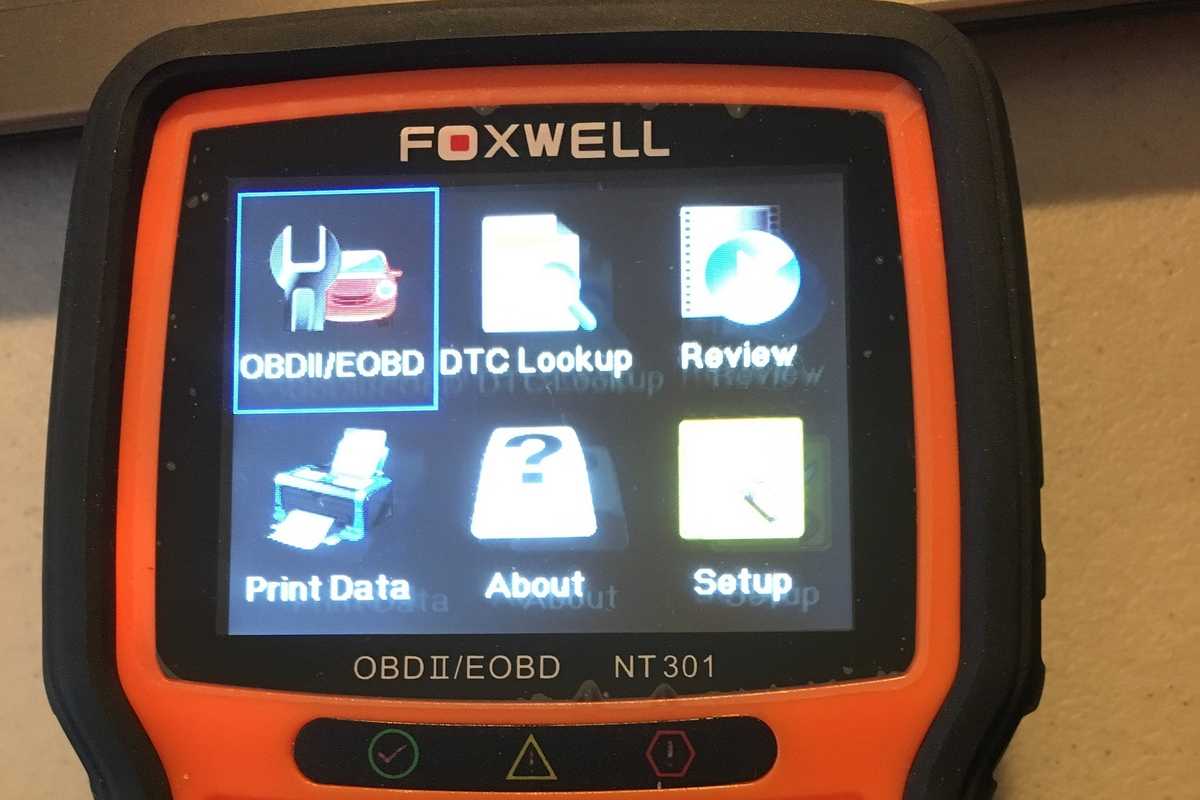 FOXWELL
OBDII/EOBD DTC Lookup Review
?
Print Data About Setup
OBDⅡ/EOBD NT301
! !